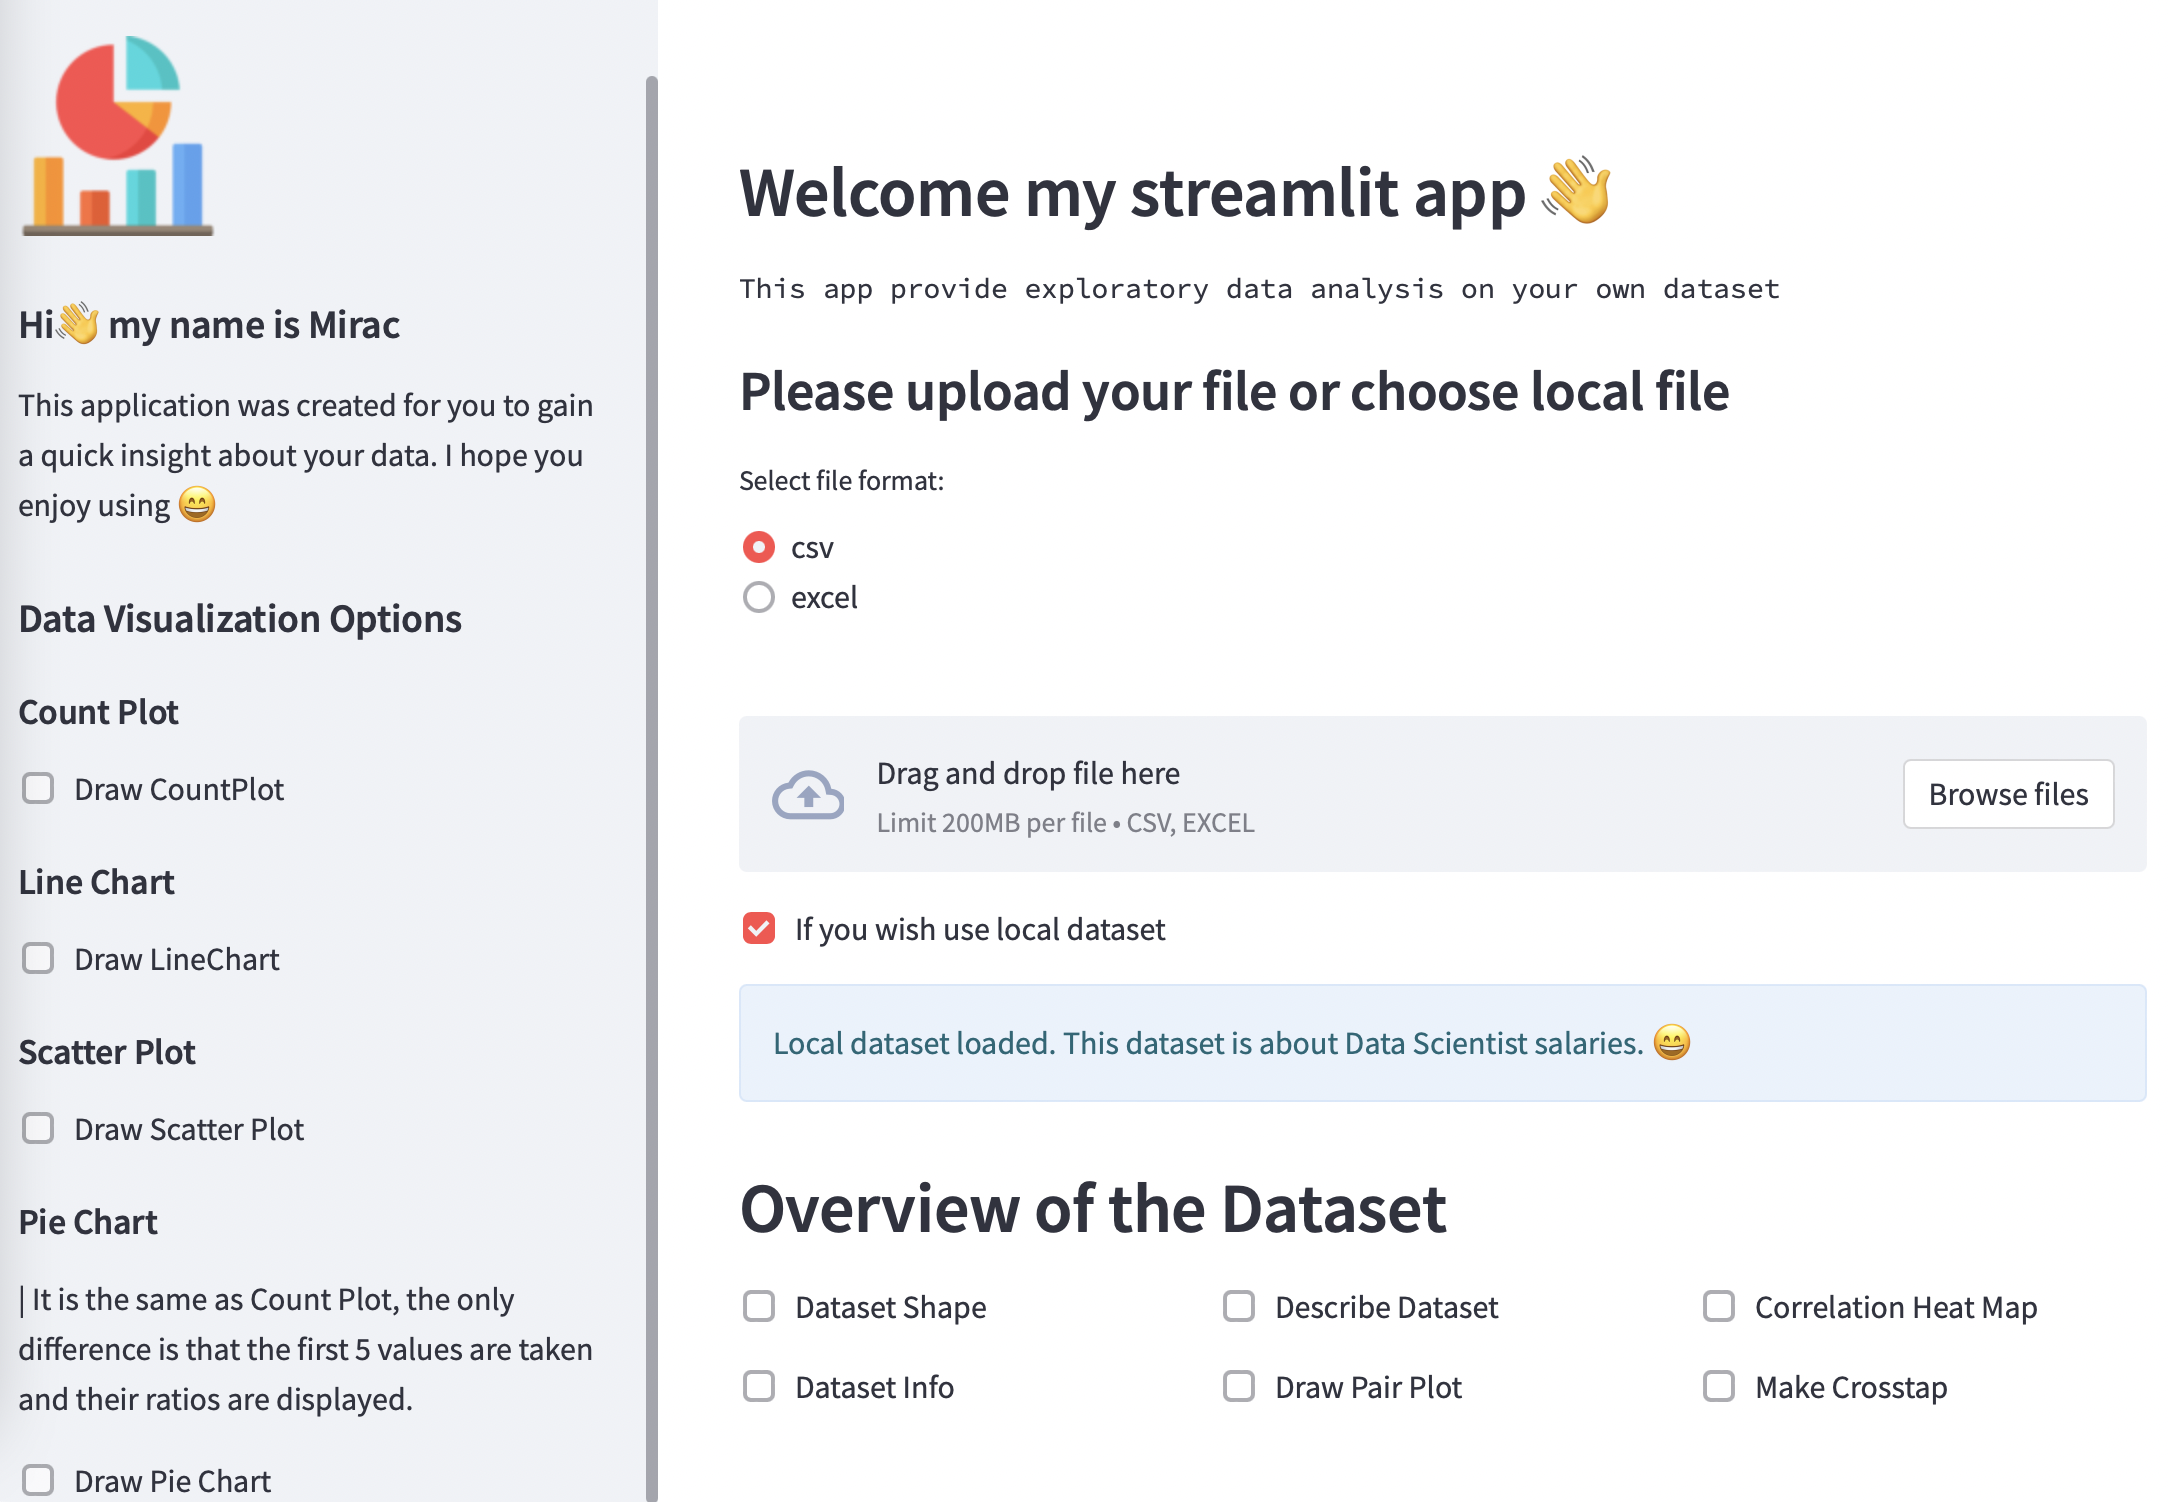 Hi👋 my name is Mirac
This application was created for you to gain
a quick insight about your data. I hope you
enjoy using 😄
Data Visualization Options
Count Plot
Draw CountPlot
Line Chart
Draw LineChart
Scatter Plot
Draw Scatter Plot
Pie Chart
| It is the same as Count Plot, the only
difference is that the first 5 values are taken
and their ratios are displayed.
Draw Pie Chart
Welcome my streamlit app 👋
This app provide exploratory data analysis on your own dataset
Please upload your file or choose local file
Select file format:
csv
excel
Drag and drop file here
Limit 200MB per file • CSV, EXCEL
Browse files
If you wish use local dataset
Local dataset loaded. This dataset is about Data Scientist salaries. 😄
Overview of the Dataset
Dataset Shape
Describe Dataset
Correlation Heat Map
Dataset Info
Draw Pair Plot
Make Crosstap